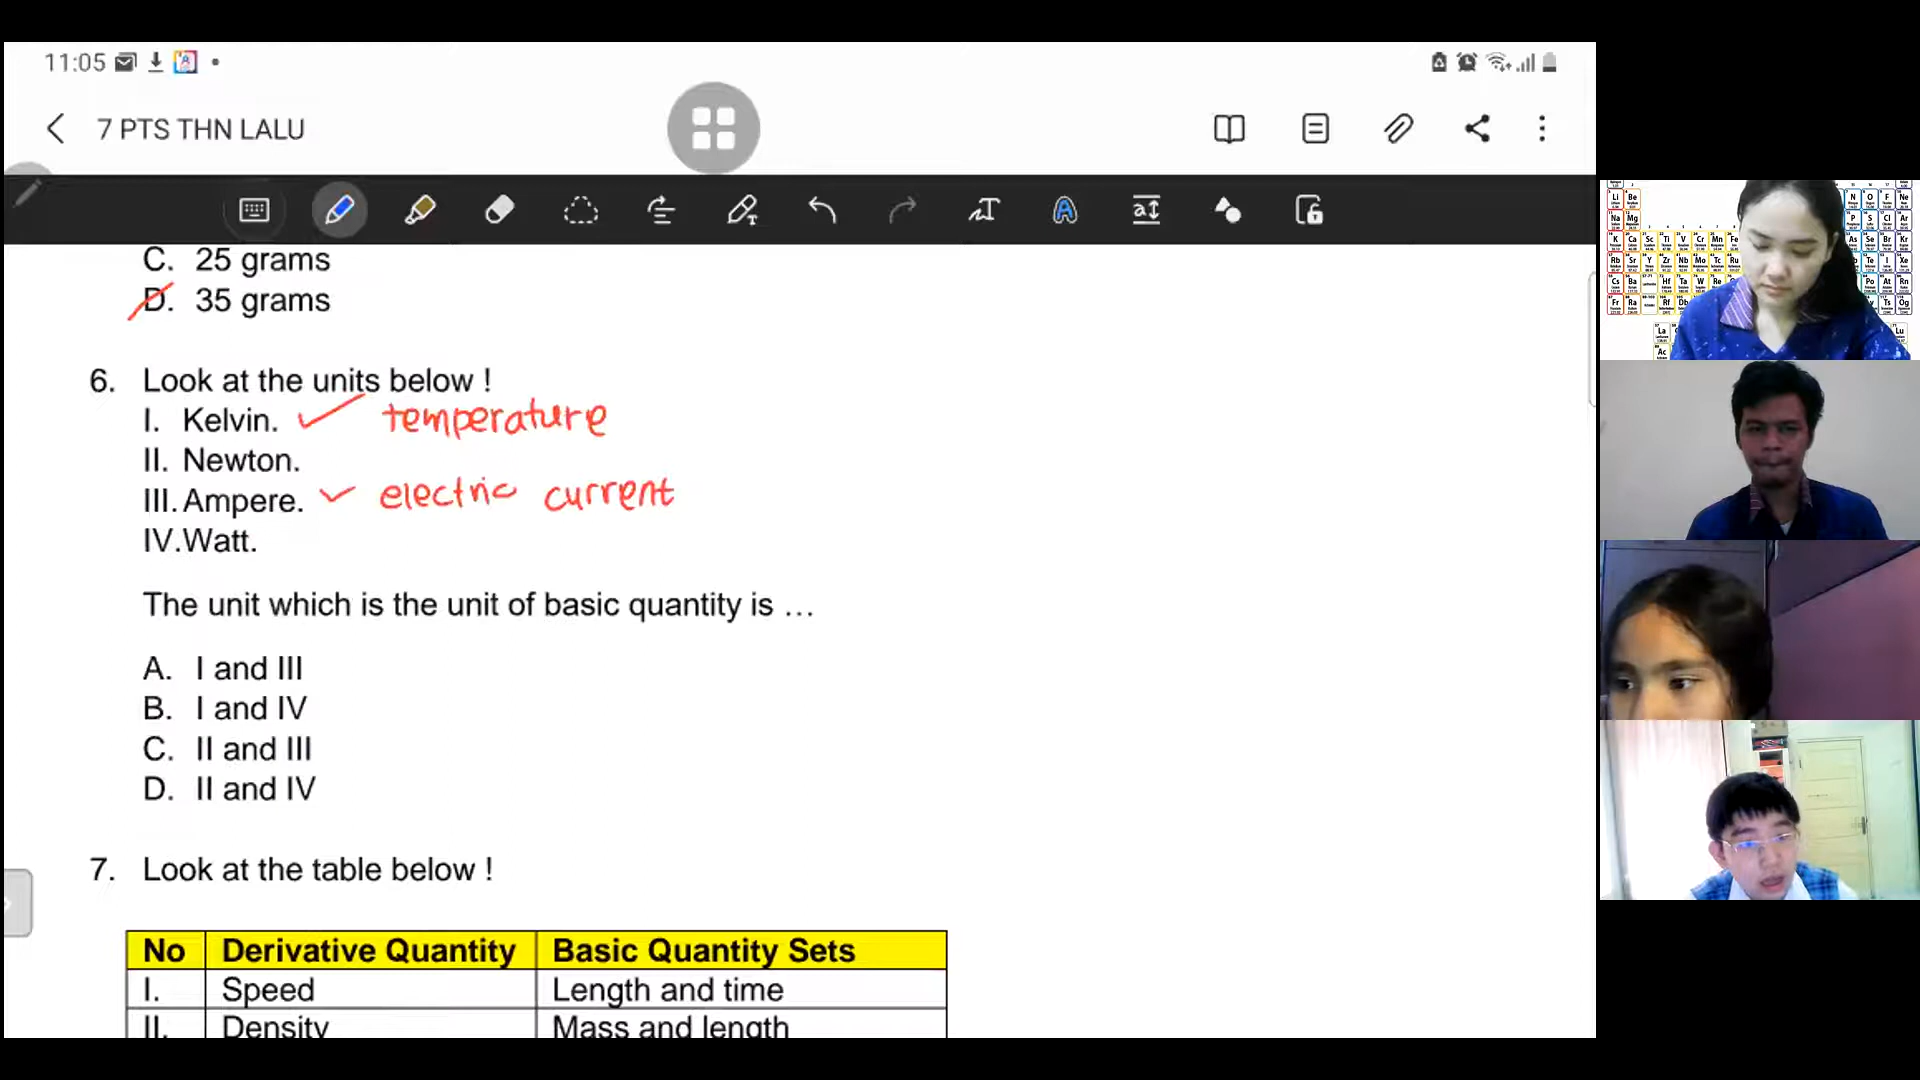 11:05
7 PTS THN LALU
C. 25 grams
D. 35 grams
6. Look at the units below !
I. Kelvin. temperature
II. Newton.
III. Ampere. electric current
IV. Watt.
The unit which is the unit of basic quantity is …
A. I and III
B. I and IV
C. II and III
D. II and IV
7. Look at the table below !
No Derivative Quantity Basic Quantity Sets
I. Speed Length and time
II. Density Mass and length